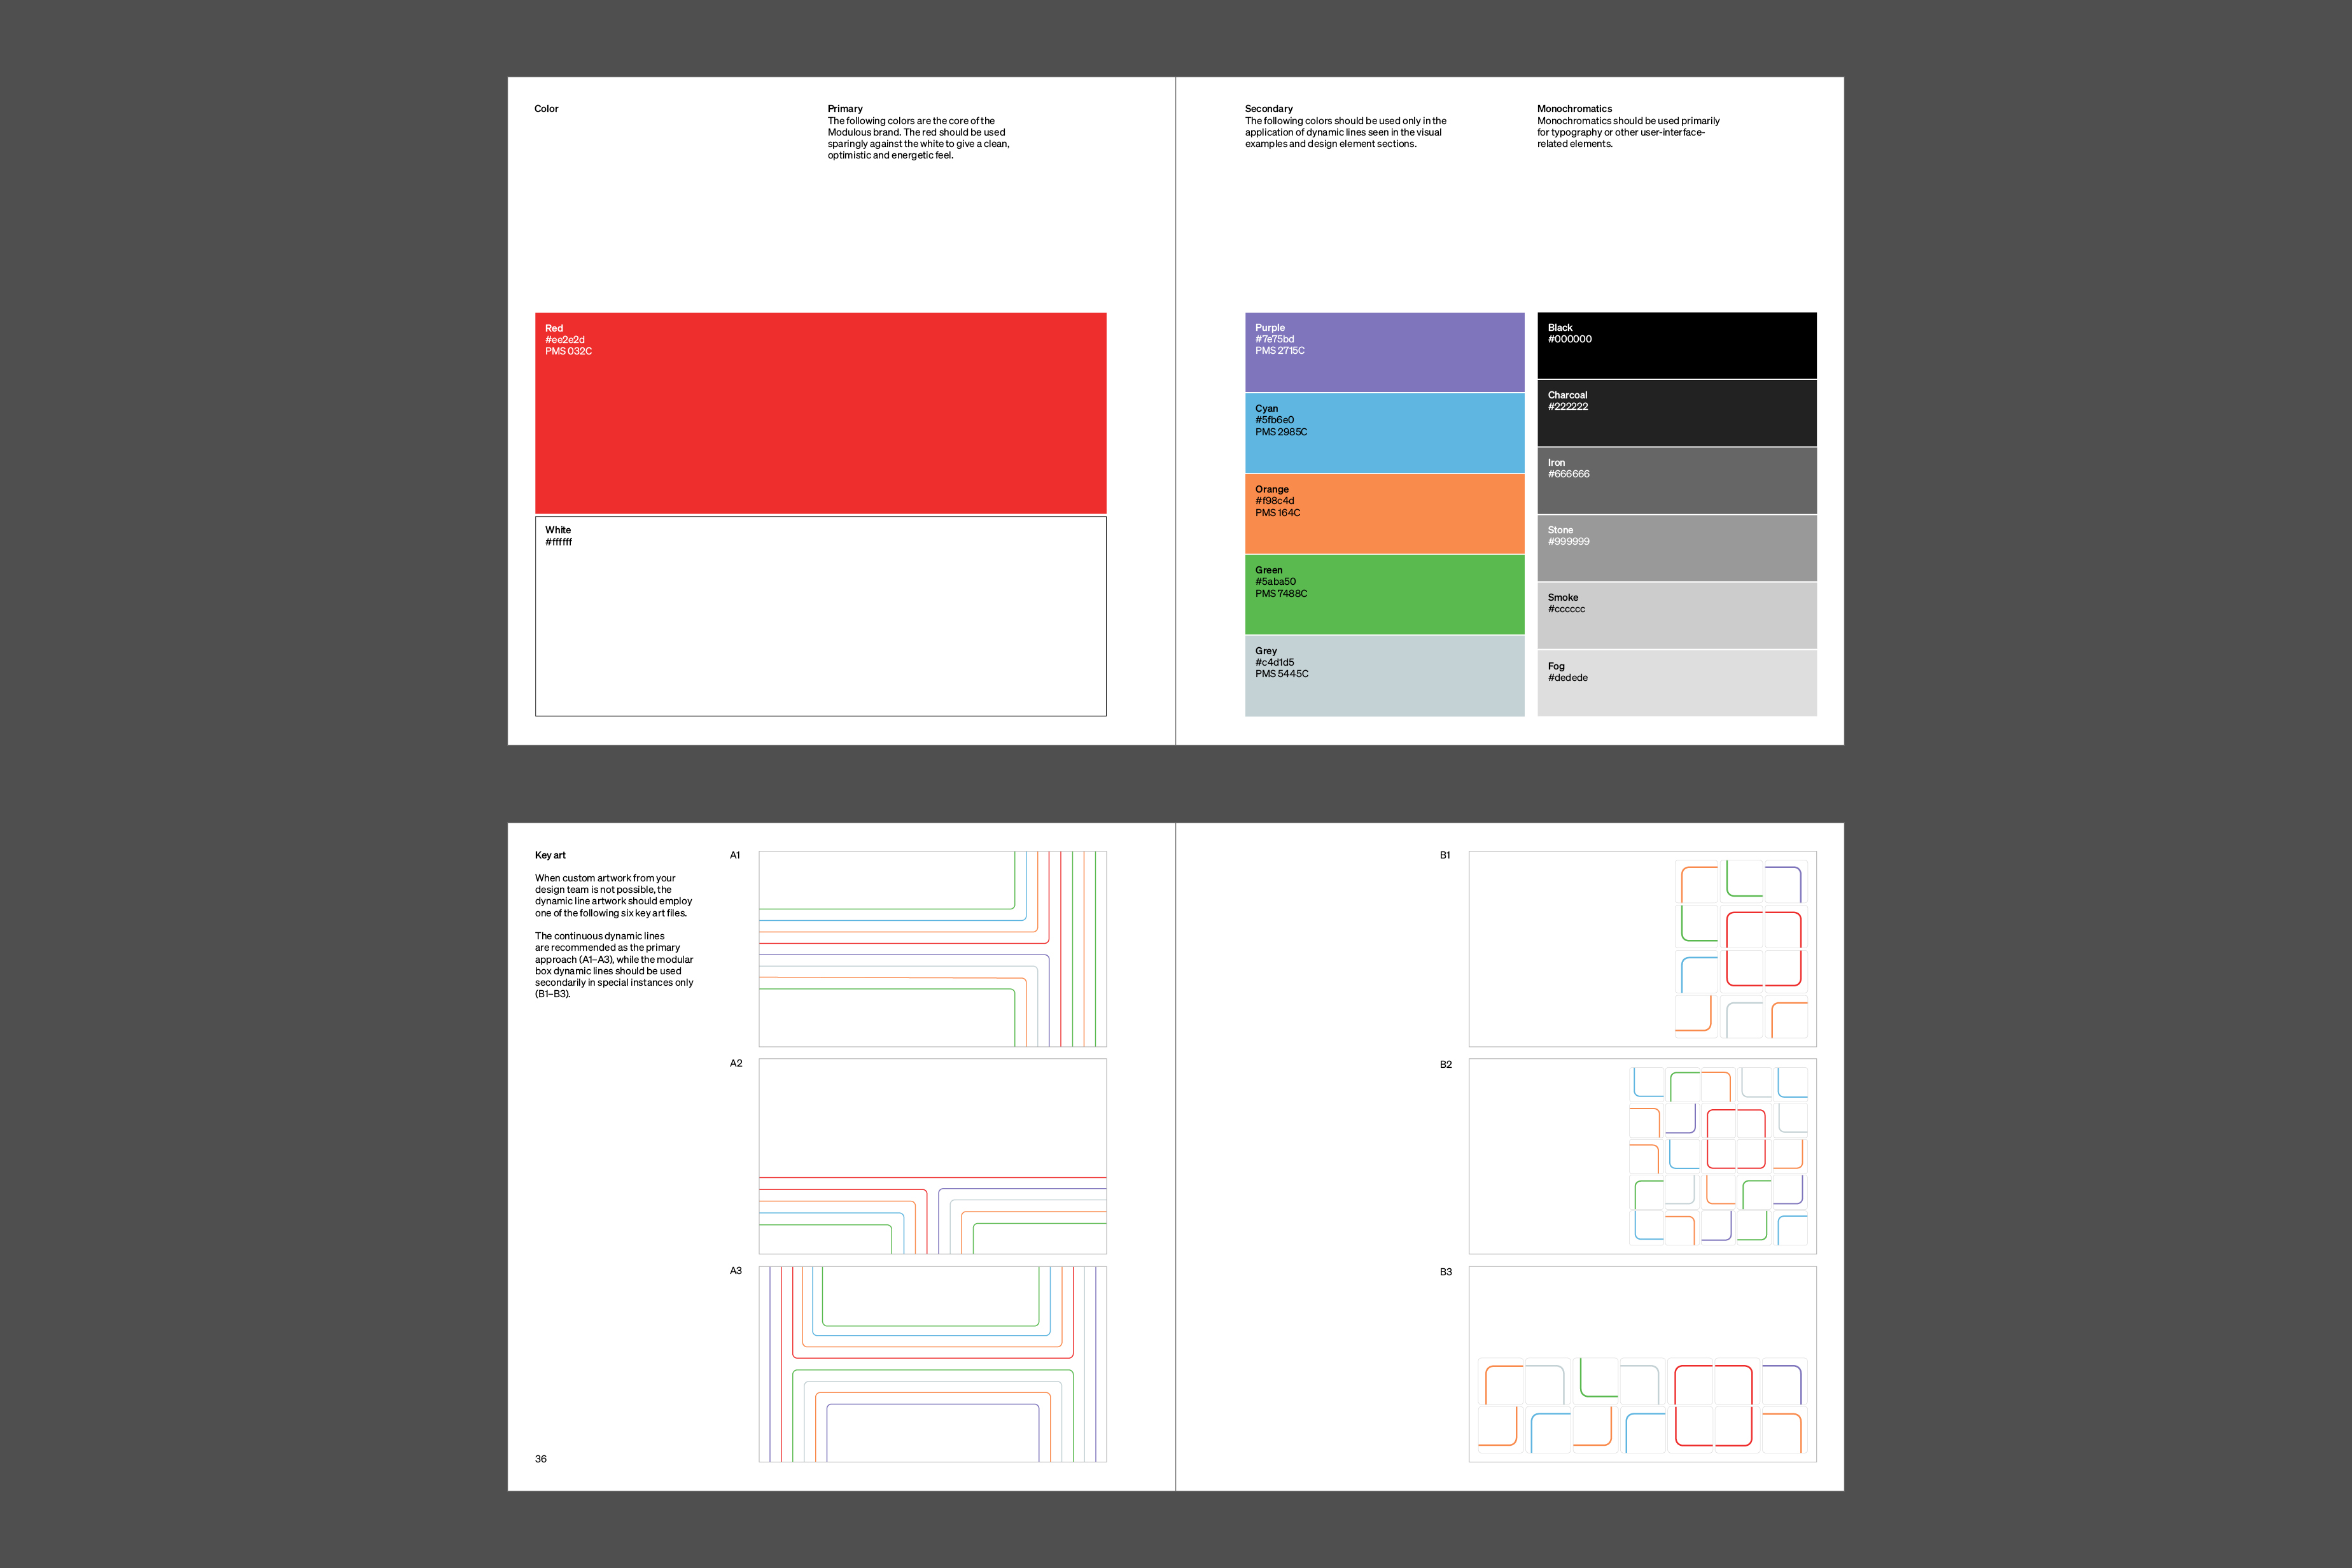 Color
Primary
The following colors are the core of the
Modulous brand. The red should be used
sparingly against the white to give a clean,
optimistic and energetic feel.
Red
#ee2e2d
PMS 032C
White
#ffffff
Secondary
The following colors should be used only in the
application of dynamic lines seen in the visual
examples and design element sections.
Monochromatics
Monochromatics should be used primarily
for typography or other user-interface-
related elements.
Purple
#7e75bd
PMS 2715C
Cyan
#5fb6e0
PMS 2985C
Orange
#f98c4d
PMS 164C
Green
#5aba50
PMS 7488C
Grey
#c4d1d5
PMS 5445C
Black
#000000
Charcoal
#222222
Iron
#666666
Stone
#999999
Smoke
#cccccc
Fog
#dedede
Key art
When custom artwork from your
design team is not possible, the
dynamic line artwork should employ
one of the following six key art files.
The continuous dynamic lines
are recommended as the primary
approach (A1–A3), while the modular
box dynamic lines should be used
secondarily in special instances only
(B1–B3).
36
A1
A2
A3
B1
B2
B3